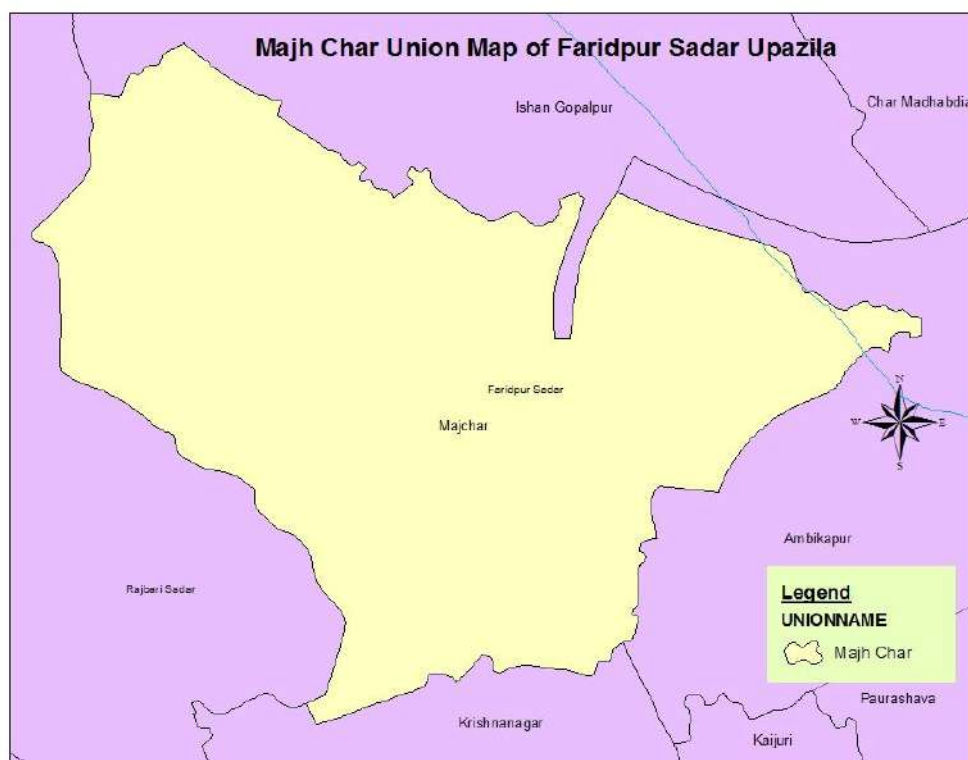 Majh Char Union Map of Faridpur Sadar Upazila
Ishan Gopalpur
Char Madhabdia
Faridpur Sadar
Majchar
N
W
E
S
Ambikapur
Rajbari Sadar
Legend
UNIONNAME
Majh Char
Paurashava
Krishnanagar
Kaijuri